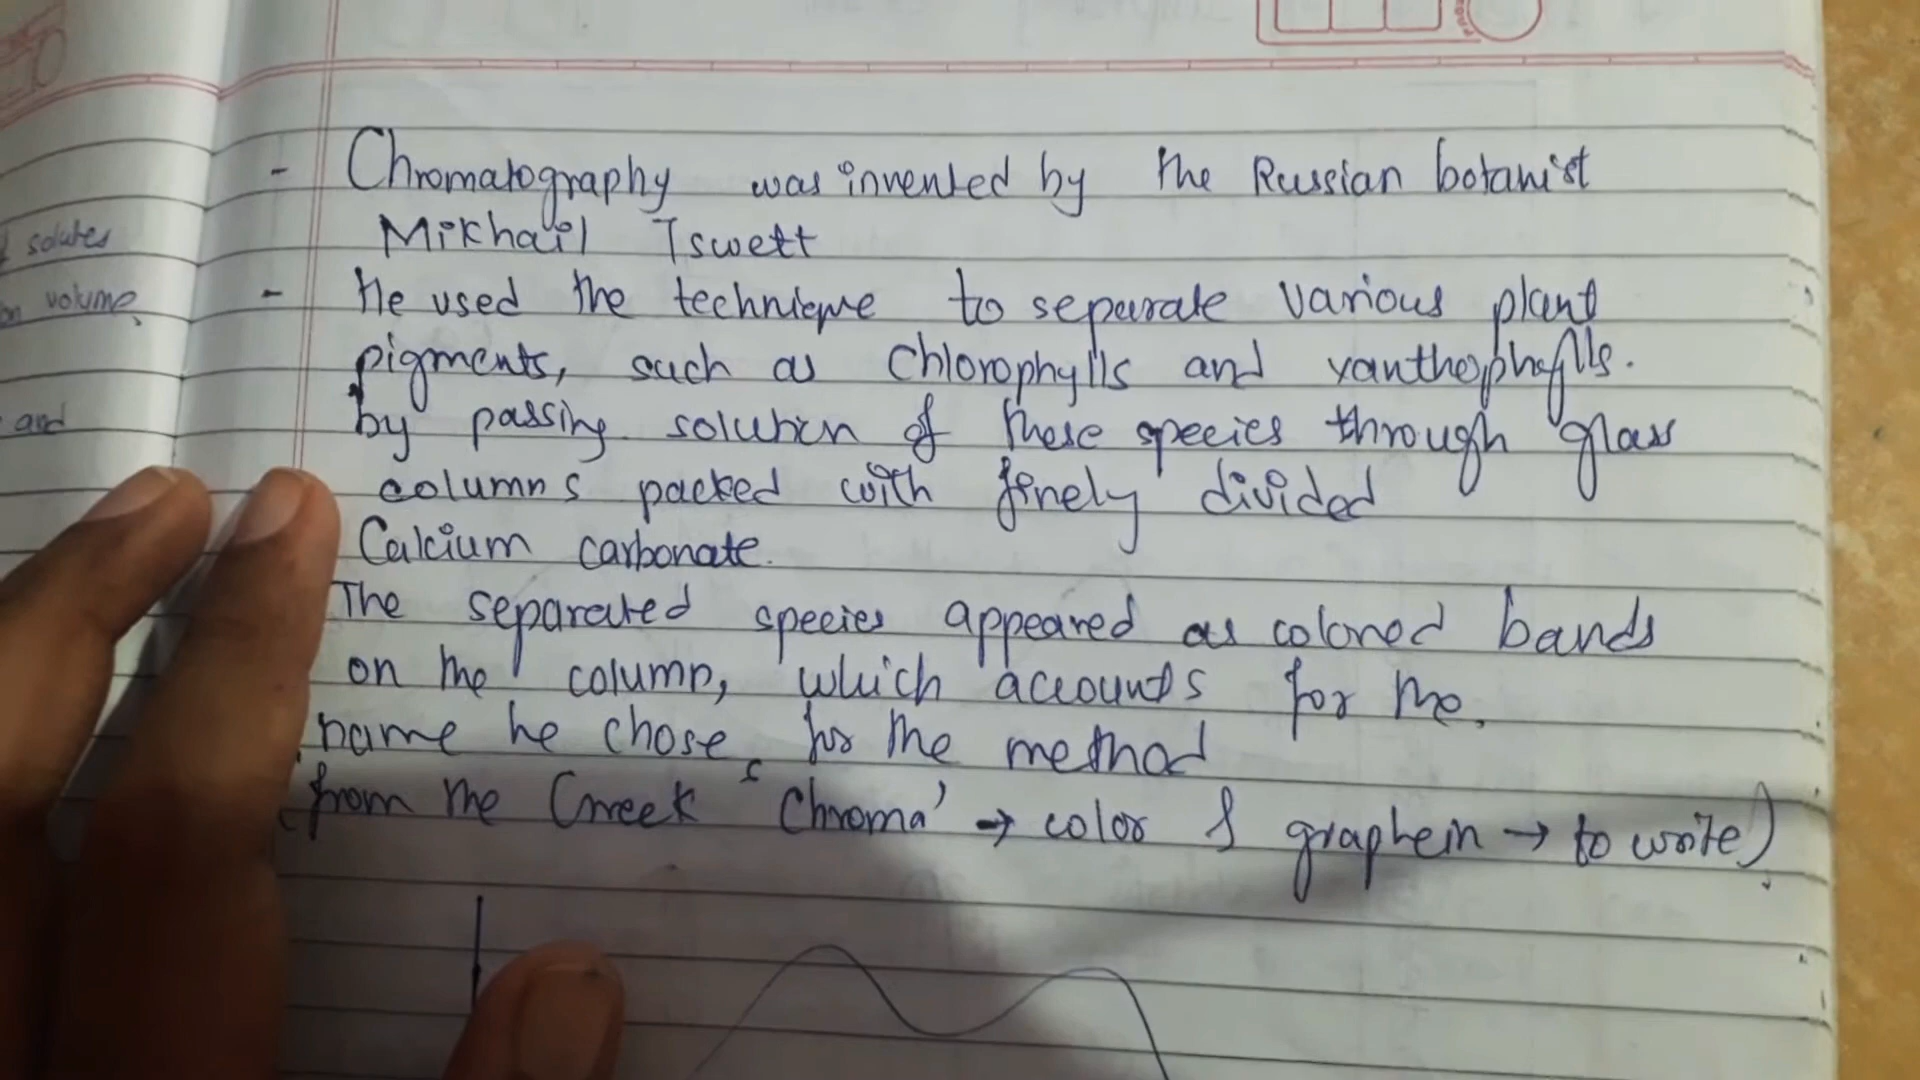 solutes
volume,
and
- Chromatography was invented by the Russian botanist
Mikhail Tswett
- He used the technique to separate various plant
pigments, such as Chlorophylls and xanthophylls.
by passing solution of these species through glass
columns packed with finely divided
Calcium carbonate.
The separated species appeared as colored bands
on the column, which accounts for the
name he chose for the method
(from the Greek 'Chroma' → color & graphein → to write)